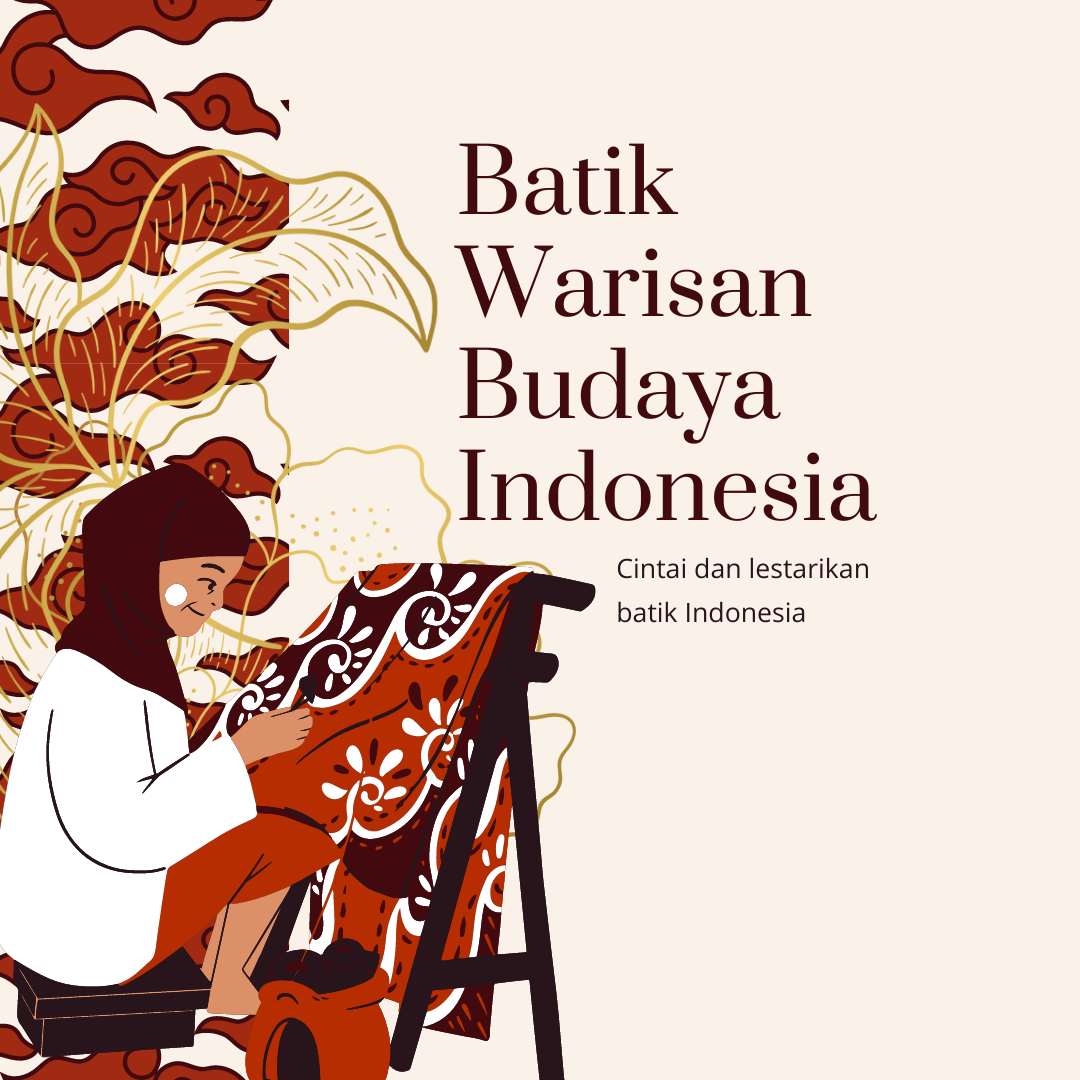 Batik
Warisan
Budaya
Indonesia
Cintai dan lestarikan
batik Indonesia